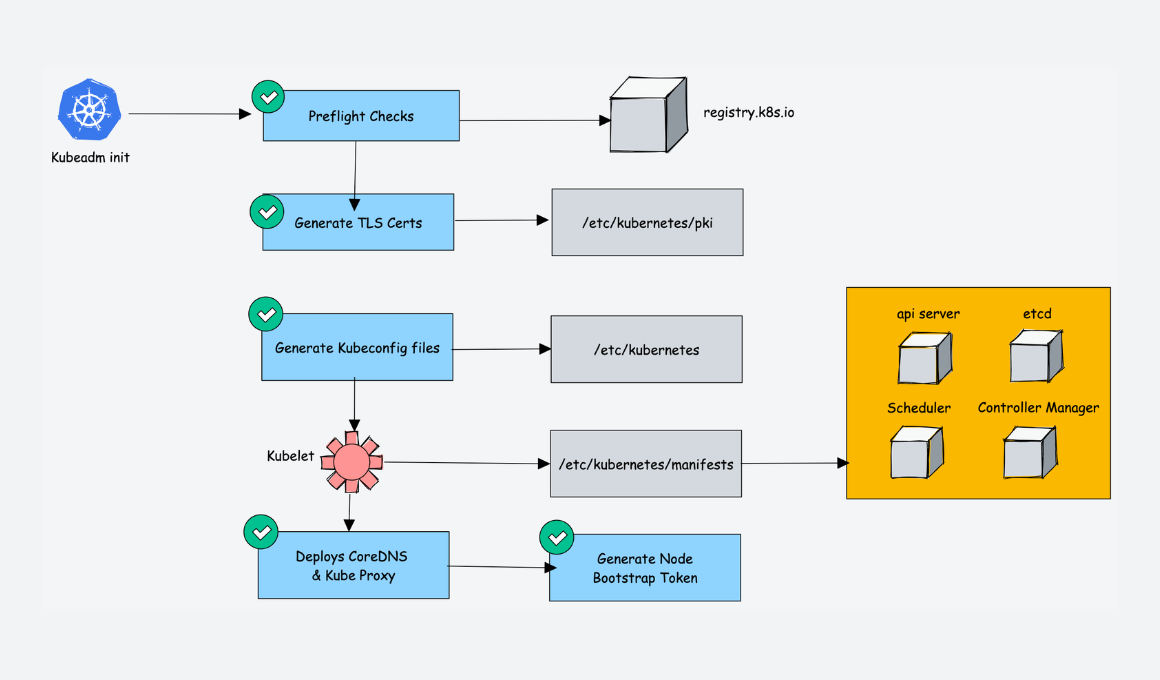 Kubeadm init
Preflight Checks
registry.k8s.io
Generate TLS Certs
/etc/kubernetes/pki
Generate Kubeconfig files
/etc/kubernetes
api server
etcd
Scheduler
Controller Manager
Kubelet
/etc/kubernetes/manifests
Deploys CoreDNS
& Kube Proxy
Generate Node
Bootstrap Token